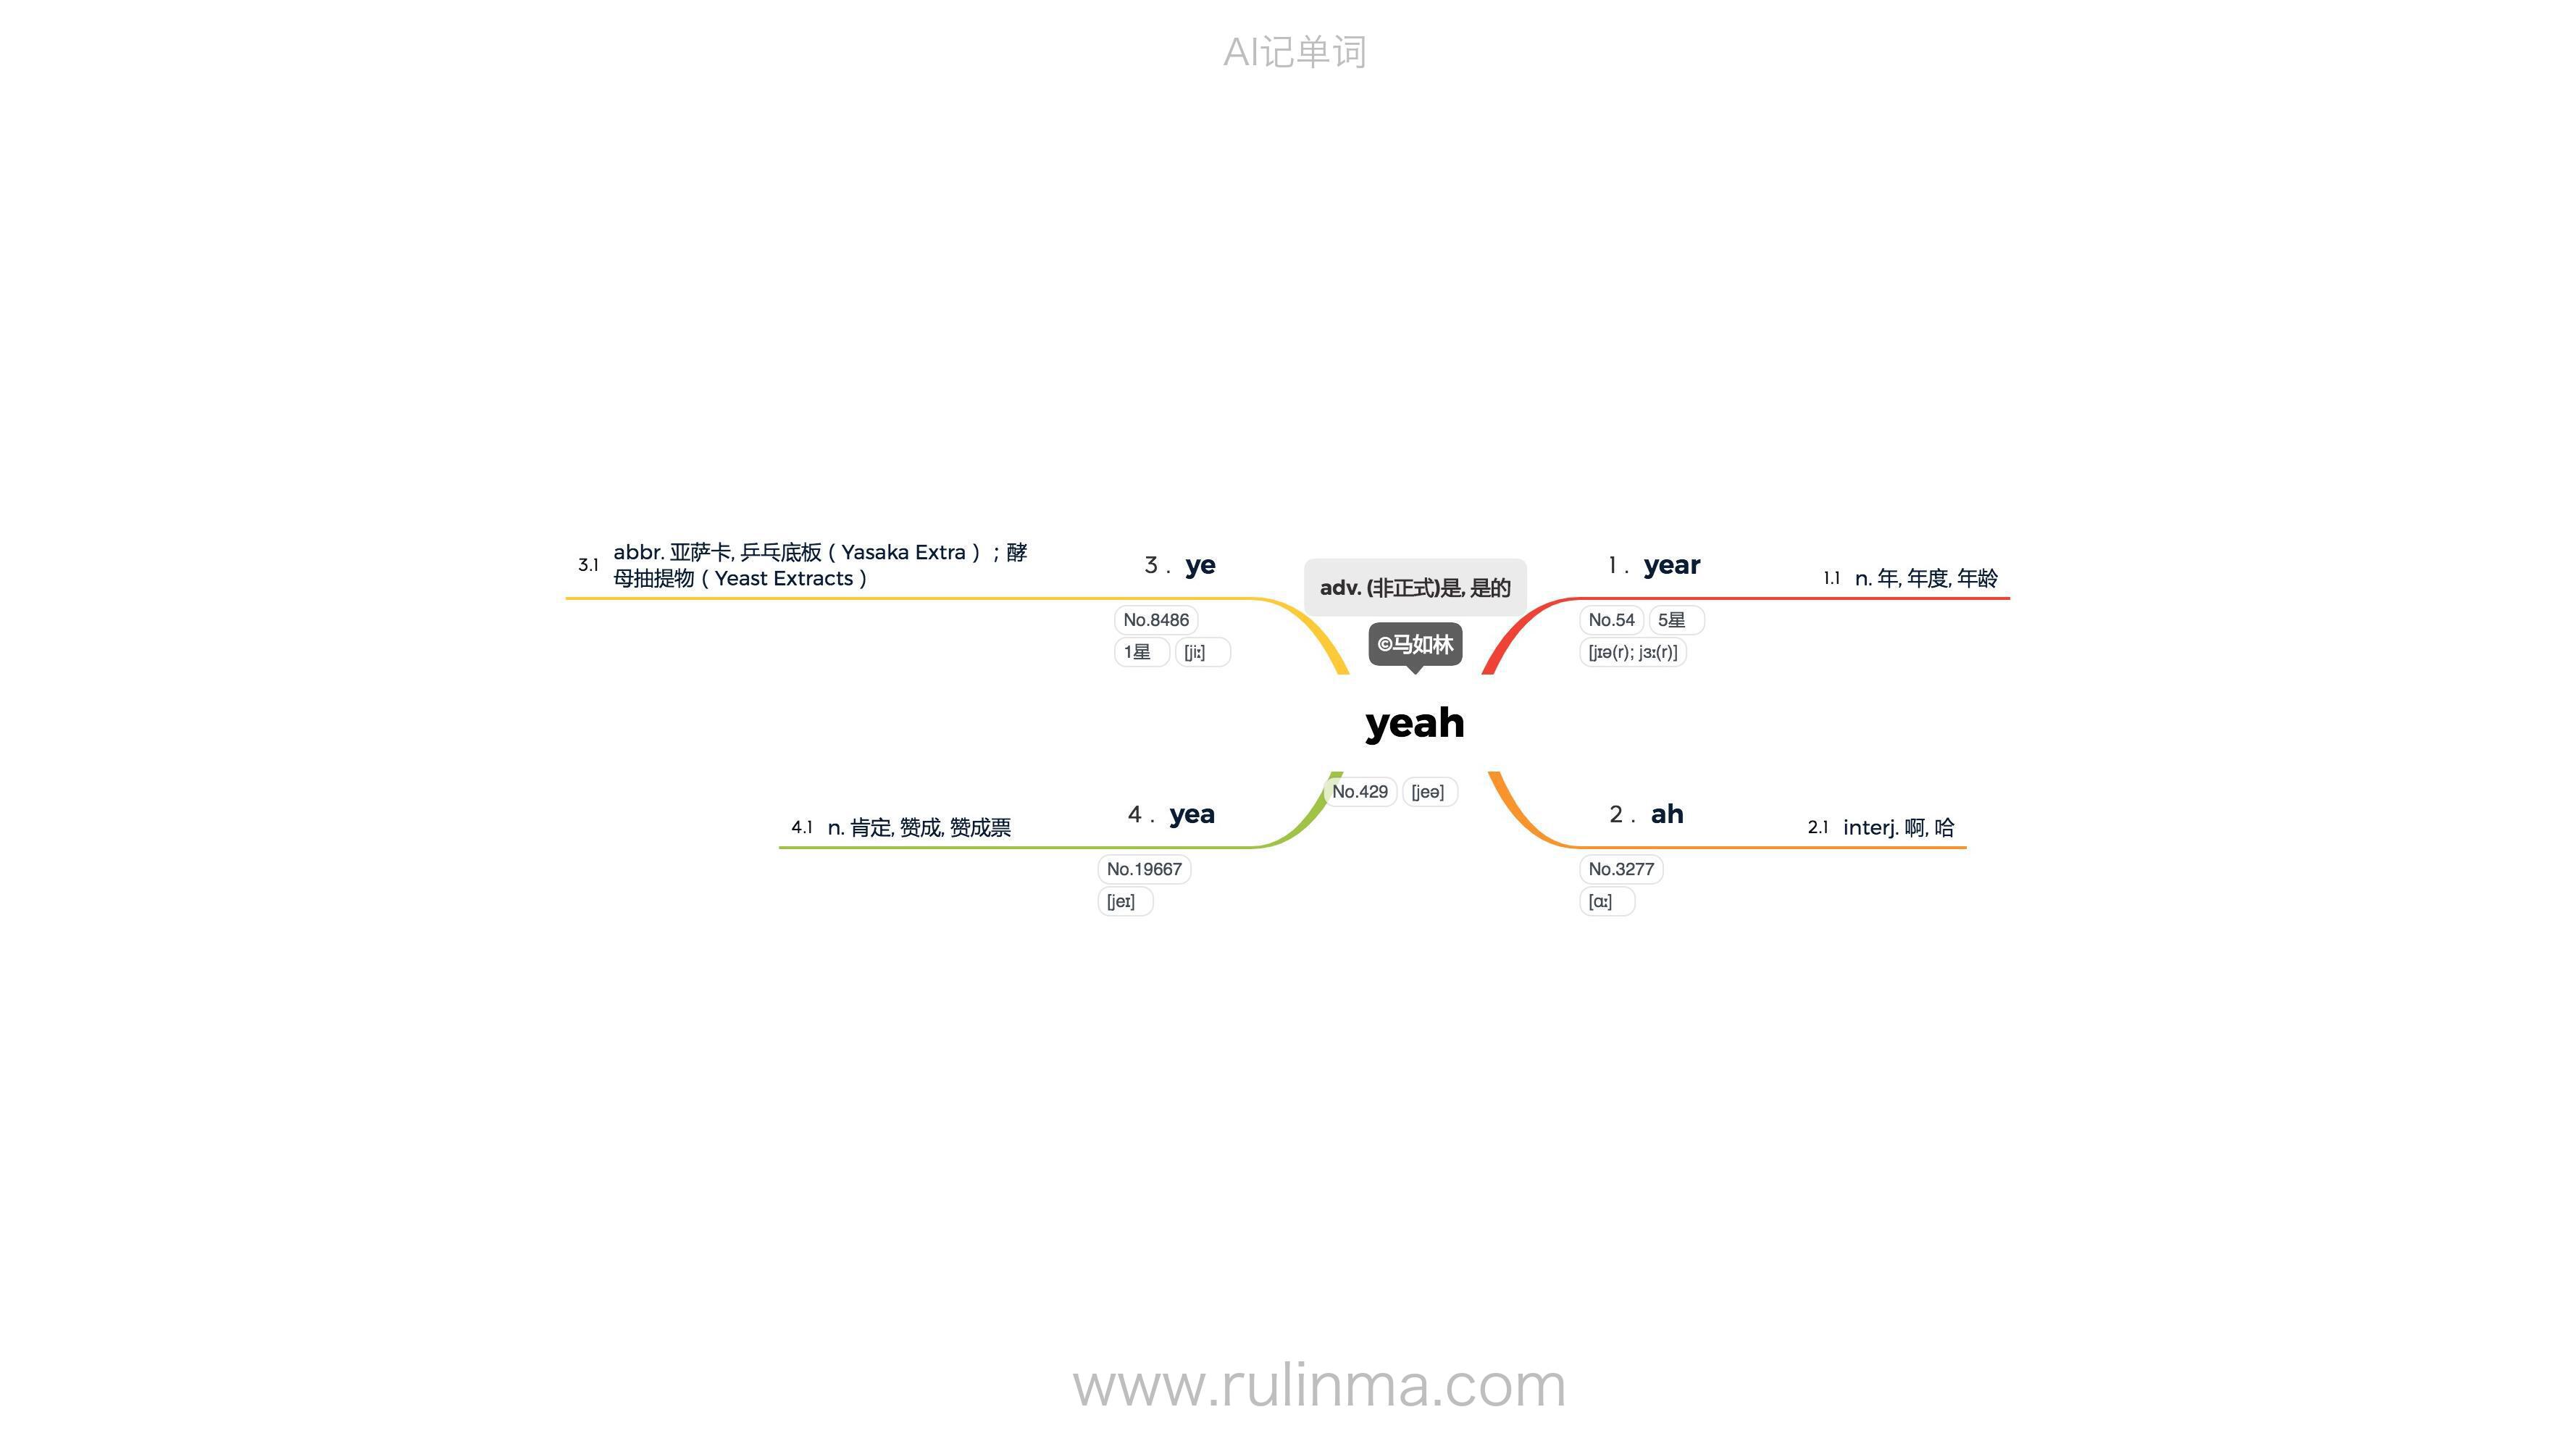 AI记单词
adv. (非正式)是, 是的
©马如林
yeah
No.429 [jeə]
1 . year
No.54 5星
[jɪə(r); jɜː(r)]
1.1 n. 年, 年度, 年龄
2 . ah
No.3277
[ɑː]
2.1 interj. 啊, 哈
3 . ye
No.8486
1星 [jiː]
3.1 abbr. 亚萨卡, 乒乓底板（Yasaka Extra）；酵
母抽提物（Yeast Extracts）
4 . yea
No.19667
[jeɪ]
4.1 n. 肯定, 赞成, 赞成票
www.rulinma.com